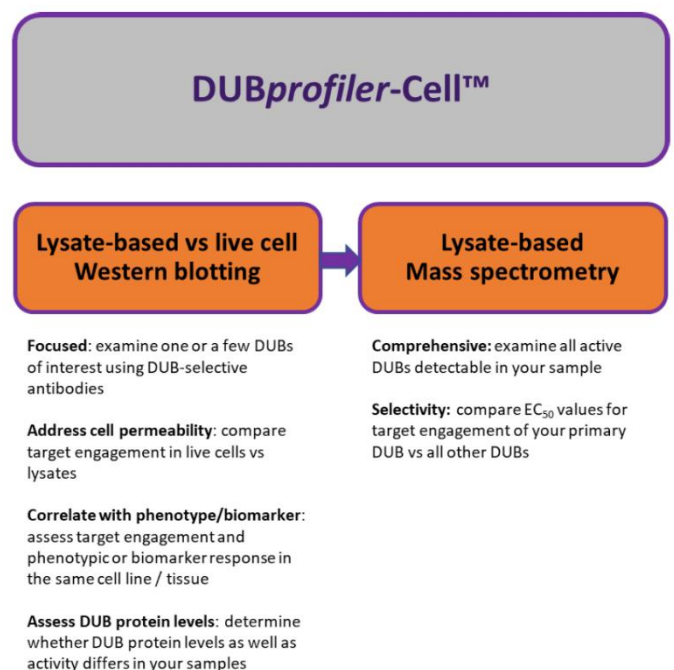 DUBprofiler-Cell™
Lysate-based vs live cell
Western blotting
Focused: examine one or a few DUBs
of interest using DUB-selective
antibodies
Address cell permeability: compare
target engagement in live cells vs
lysates
Correlate with phenotype/biomarker:
assess target engagement and
phenotypic or biomarker response in
the same cell line / tissue
Assess DUB protein levels: determine
whether DUB protein levels as well as
activity differs in your samples
Lysate-based
Mass spectrometry
Comprehensive: examine all active
DUBs detectable in your sample
Selectivity: compare EC₅₀ values for
target engagement of your primary
DUB vs all other DUBs